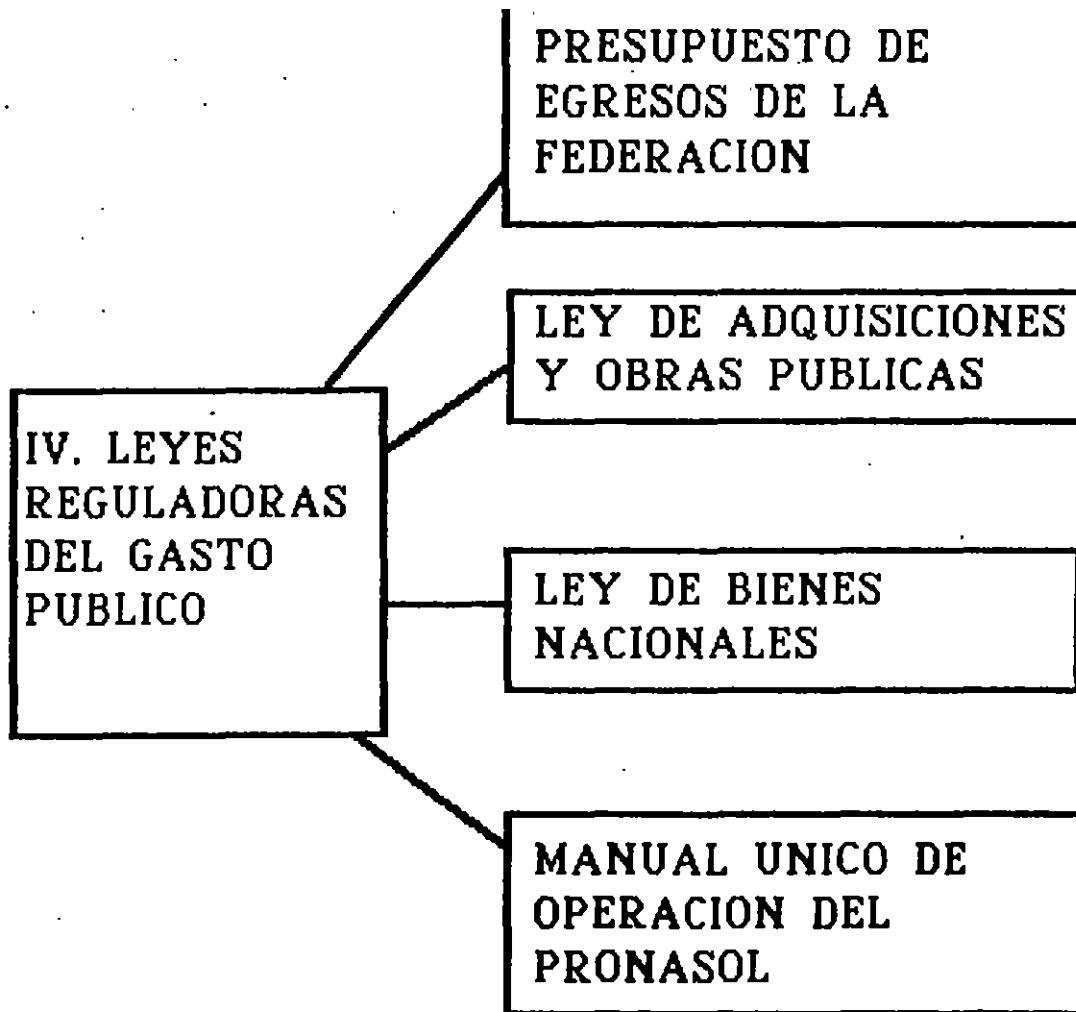 PRESUPUESTO DE
EGRESOS DE LA
FEDERACION
LEY DE ADQUISICIONES
Y OBRAS PUBLICAS
IV. LEYES
REGULADORAS
DEL GASTO
PUBLICO
LEY DE BIENES
NACIONALES
MANUAL UNICO DE
OPERACION DEL
PRONASOL